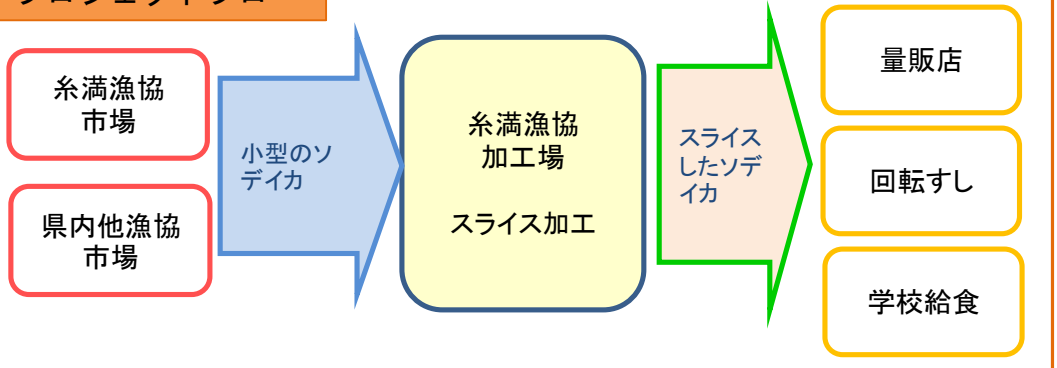 糸満漁協
市場
県内他漁協
市場
小型のソ
デイカ
糸満漁協
加工場
スライス加工
スライス
したソデ
イカ
量販店
回転すし
学校給食